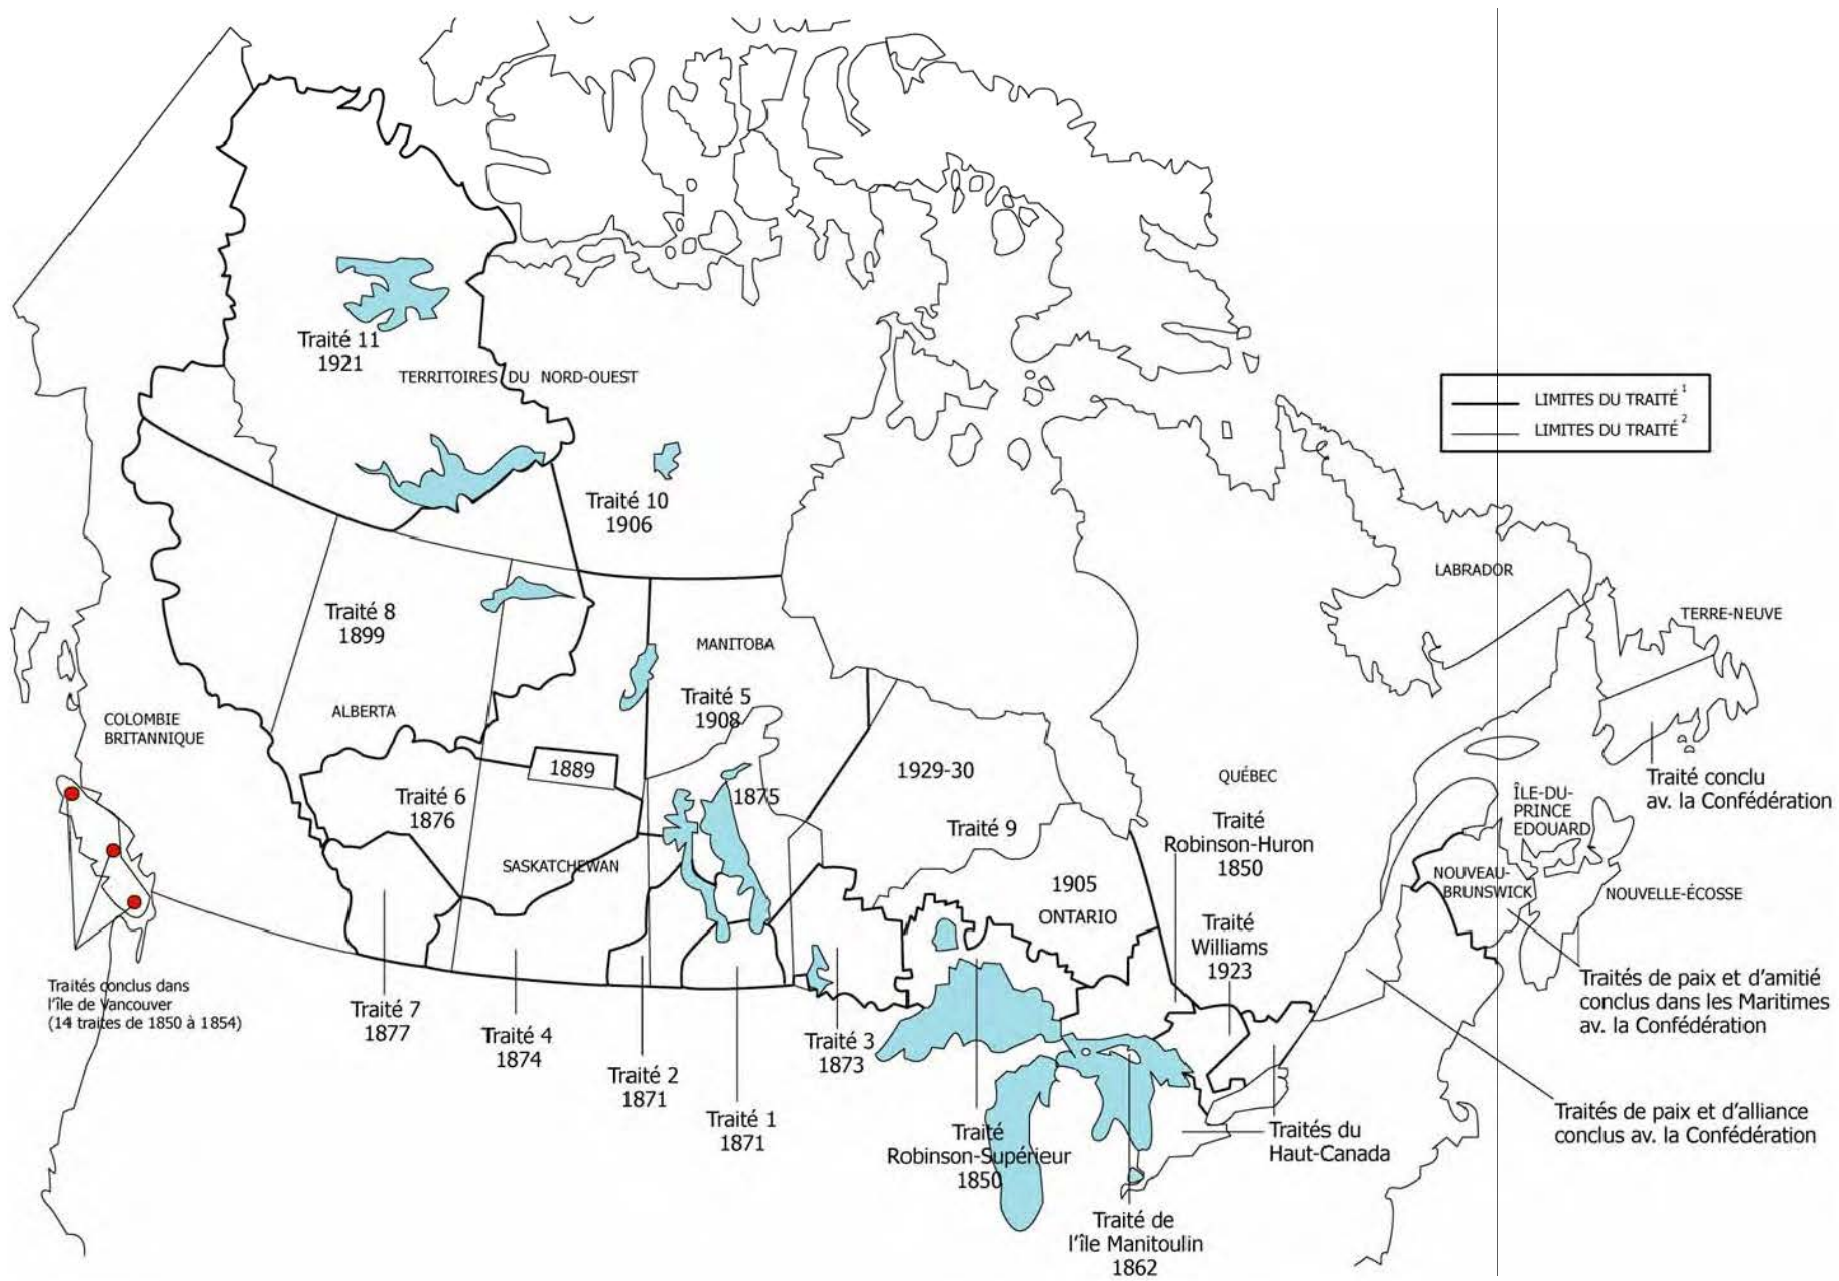 Traité 11
1921
TERRITOIRES DU NORD-OUEST
LIMITES DU TRAITÉ 1
LIMITES DU TRAITÉ 2
Traité 10
1906
LABRADOR
Traité 8
1899
TERRE-NEUVE
MANITOBA
Traité 5
1908
ALBERTA
COLOMBIE
BRITANNIQUE
1889
1929-30
QUÉBEC
Traité conclu
av. la Confédération
Traité 6
1876
1875
ÎLE-DU-
PRINCE
EDOUARD
Traité
Robinson-Huron
1850
Traité 9
SASKATCHEWAN
NOUVEAU-
BRUNSWICK
NOUVELLE-ÉCOSSE
1905
ONTARIO
Traité
Williams
1923
Traités conclus dans
l'île de Vancouver
(14 traites de 1850 à 1854)
Traités de paix et d'amitié
conclus dans les Maritimes
av. la Confédération
Traité 7
1877
Traité 4
1874
Traité 2
1871
Traité 1
1871
Traité 3
1873
Traité
Robinson-Supérieur
1850
Traités du
Haut-Canada
Traités de paix et d'alliance
conclus av. la Confédération
Traité de
l'île Manitoulin
1862